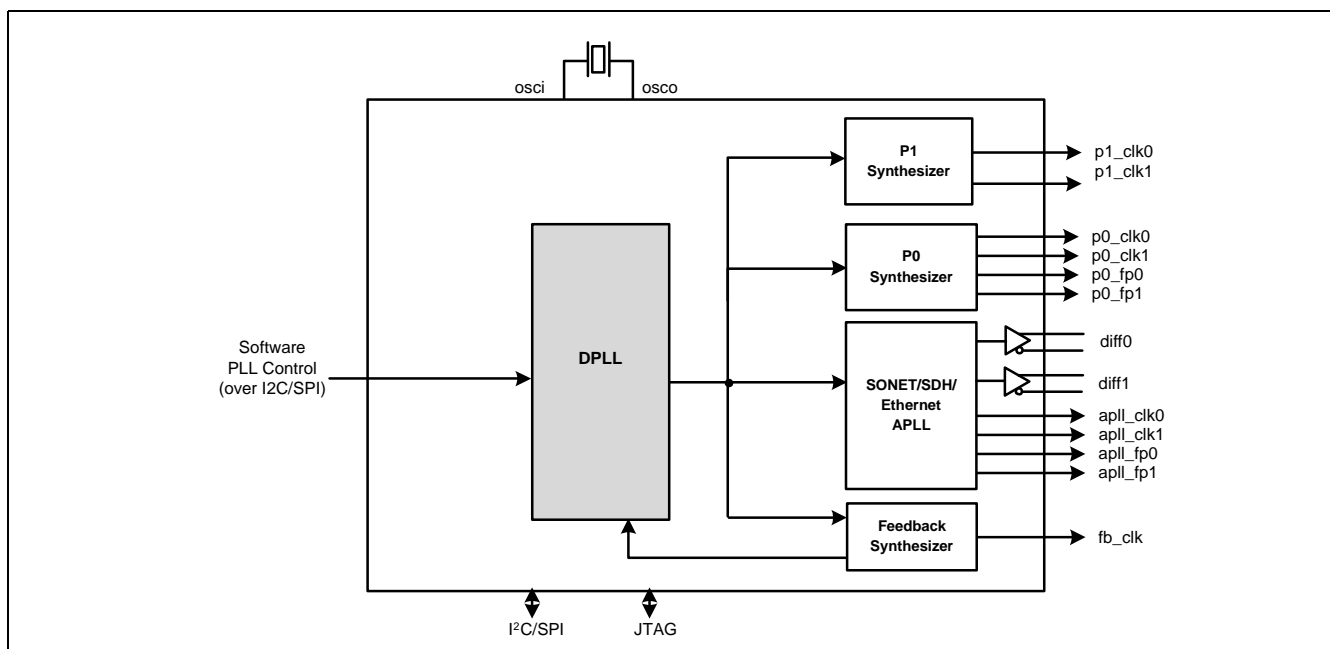 osci
osco
P1
Synthesizer
p1_clk0
p1_clk1
P0
Synthesizer
p0_clk0
p0_clk1
p0_fp0
p0_fp1
Software
PLL Control
(over I2C/SPI)
DPLL
SONET/SDH/
Ethernet
APLL
diff0
diff1
apll_clk0
apll_clk1
apll_fp0
apll_fp1
Feedback
Synthesizer
fb_clk
I²C/SPI
JTAG